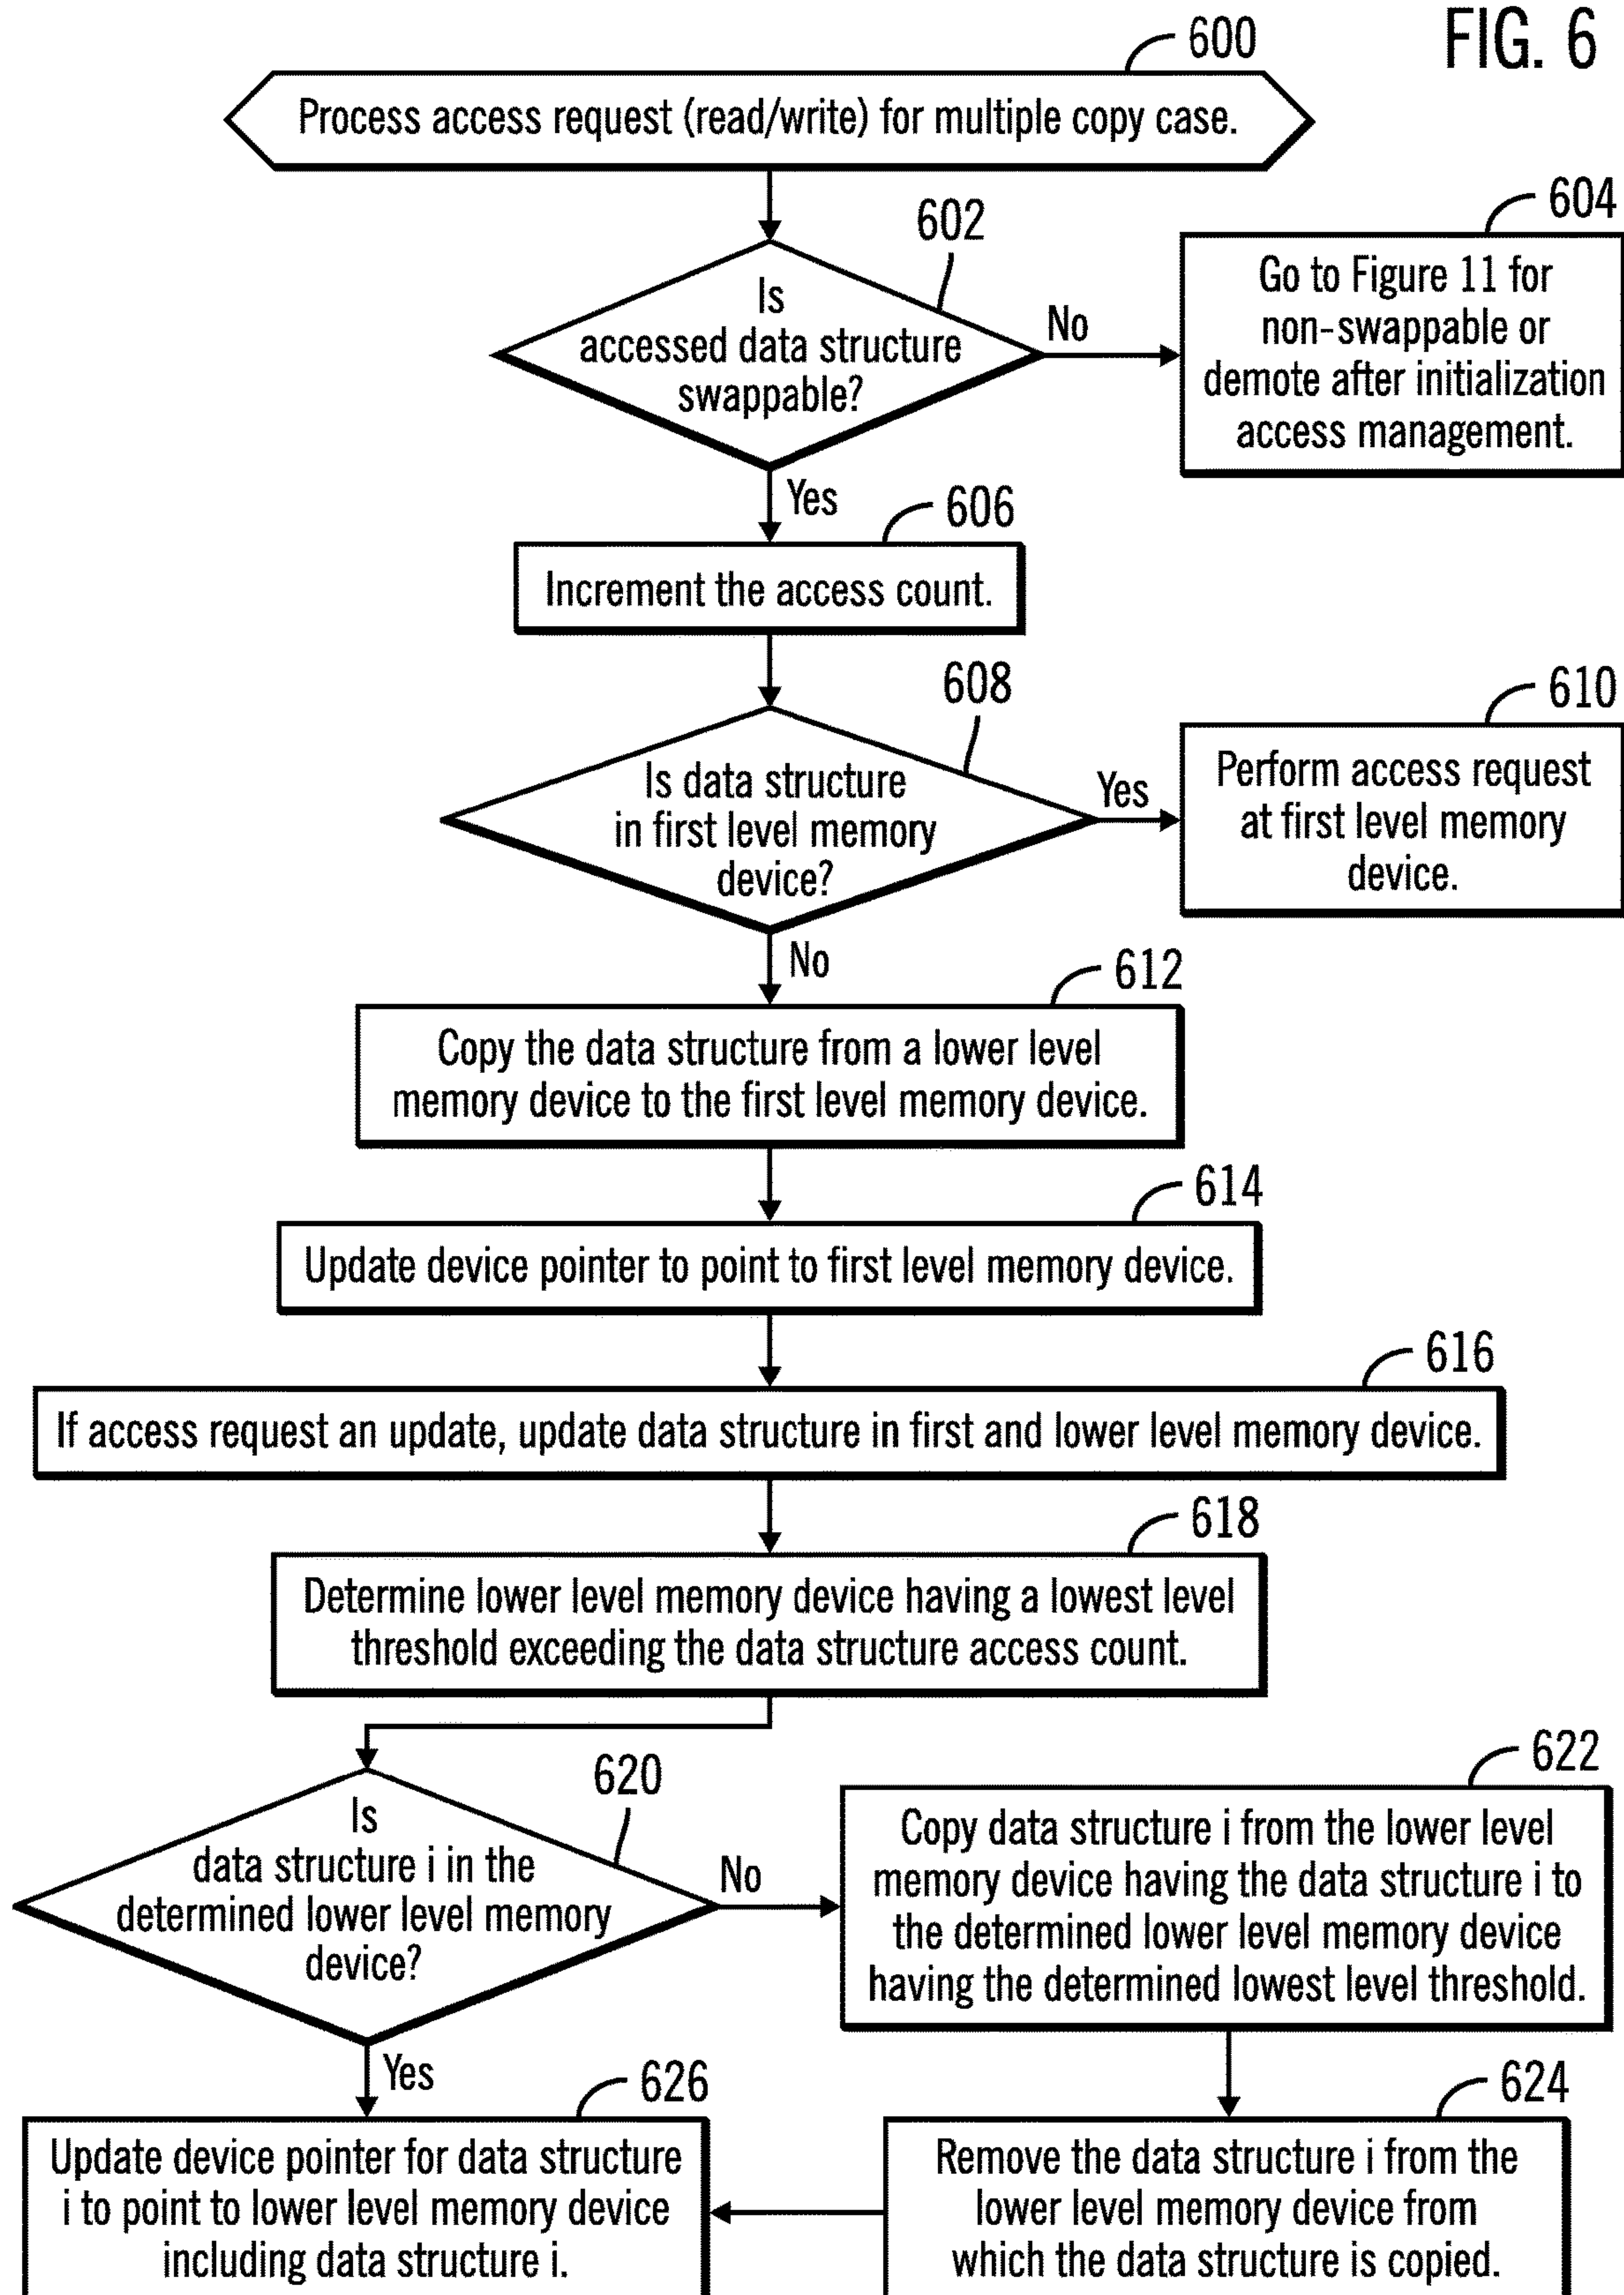 FIG. 6
600
Process access request (read/write) for multiple copy case.
602
Is
accessed data structure
swappable?
No
604
Go to Figure 11 for
non-swappable or
demote after initialization
access management.
Yes
606
Increment the access count.
608
Is data structure
in first level memory
device?
Yes
610
Perform access request
at first level memory
device.
No
612
Copy the data structure from a lower level
memory device to the first level memory device.
614
Update device pointer to point to first level memory device.
616
If access request an update, update data structure in first and lower level memory device.
618
Determine lower level memory device having a lowest level
threshold exceeding the data structure access count.
620
Is
data structure i in the
determined lower level memory
device?
No
622
Copy data structure i from the lower level
memory device having the data structure i to
the determined lower level memory device
having the determined lowest level threshold.
Yes
624
Remove the data structure i from the
lower level memory device from
which the data structure is copied.
626
Update device pointer for data structure
i to point to lower level memory device
including data structure i.